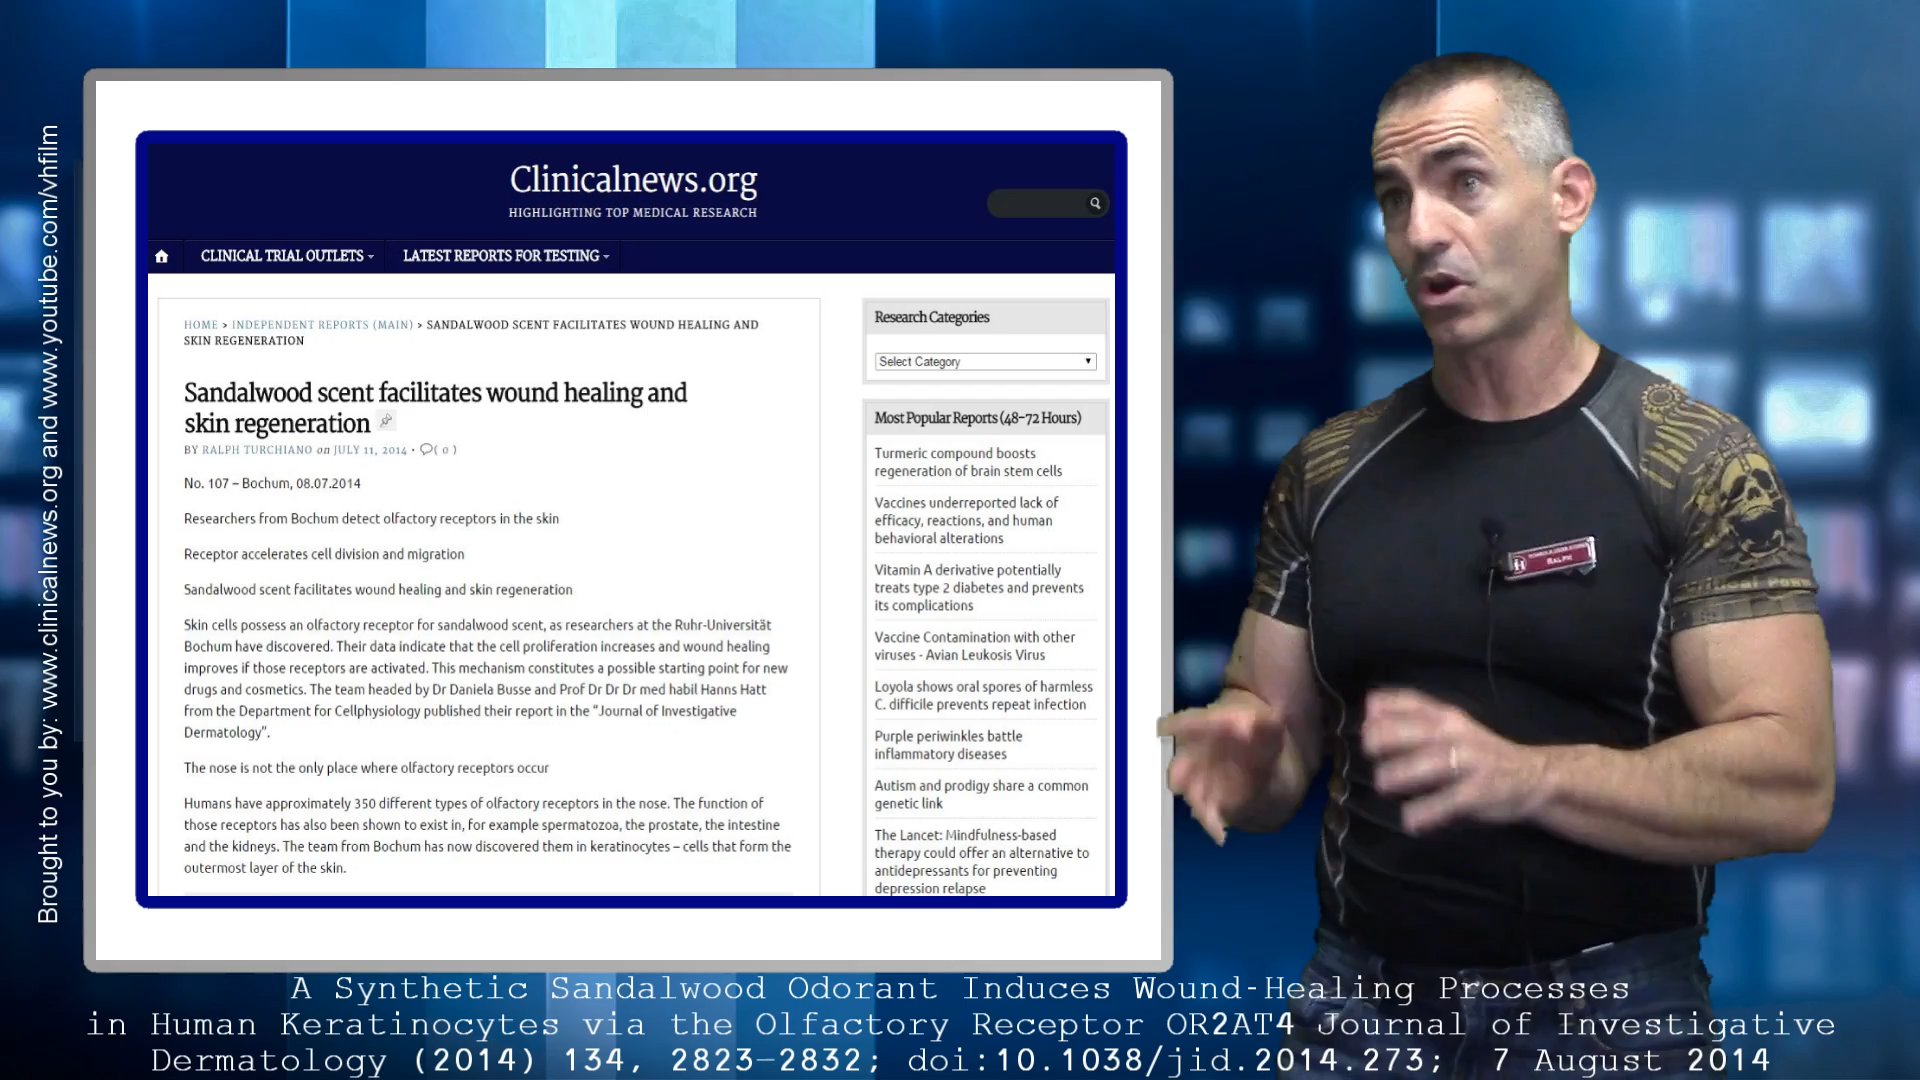 Brought to you by: www.clinicalnews.org and www.youtube.com/vhfilm
Clinicalnews.org
HIGHLIGHTING TOP MEDICAL RESEARCH
CLINICAL TRIAL OUTLETS
LATEST REPORTS FOR TESTING
HOME > INDEPENDENT REPORTS (MAIN) > SANDALWOOD SCENT FACILITATES WOUND HEALING AND
SKIN REGENERATION
Sandalwood scent facilitates wound healing and
skin regeneration
BY RALPH TURCHIANO on JULY 11, 2014 • ( 0 )
No. 107 – Bochum, 08.07.2014
Researchers from Bochum detect olfactory receptors in the skin
Receptor accelerates cell division and migration
Sandalwood scent facilitates wound healing and skin regeneration
Skin cells possess an olfactory receptor for sandalwood scent, as researchers at the Ruhr-Universität
Bochum have discovered. Their data indicate that the cell proliferation increases and wound healing
improves if those receptors are activated. This mechanism constitutes a possible starting point for new
drugs and cosmetics. The team headed by Dr Daniela Busse and Prof Dr Dr Dr med habil Hanns Hatt
from the Department for Cellphysiology published their report in the “Journal of Investigative
Dermatology”.
The nose is not the only place where olfactory receptors occur
Humans have approximately 350 different types of olfactory receptors in the nose. The function of
those receptors has also been shown to exist in, for example spermatozoa, the prostate, the intestine
and the kidneys. The team from Bochum has now discovered them in keratinocytes – cells that form the
outermost layer of the skin.
Research Categories
Select Category
Most Popular Reports (48-72 Hours)
Turmeric compound boosts
regeneration of brain stem cells
Vaccines underreported lack of
efficacy, reactions, and human
behavioral alterations
Vitamin A derivative potentially
treats type 2 diabetes and prevents
its complications
Vaccine Contamination with other
viruses - Avian Leukosis Virus
Loyola shows oral spores of harmless
C. difficile prevents repeat infection
Purple periwinkles battle
inflammatory diseases
Autism and prodigy share a common
genetic link
The Lancet: Mindfulness-based
therapy could offer an alternative to
antidepressants for preventing
depression relapse
RALPH
A Synthetic Sandalwood Odorant Induces Wound-Healing Processes
in Human Keratinocytes via the Olfactory Receptor OR2AT4 Journal of Investigative
Dermatology (2014) 134, 2823–2832; doi:10.1038/jid.2014.273; 7 August 2014